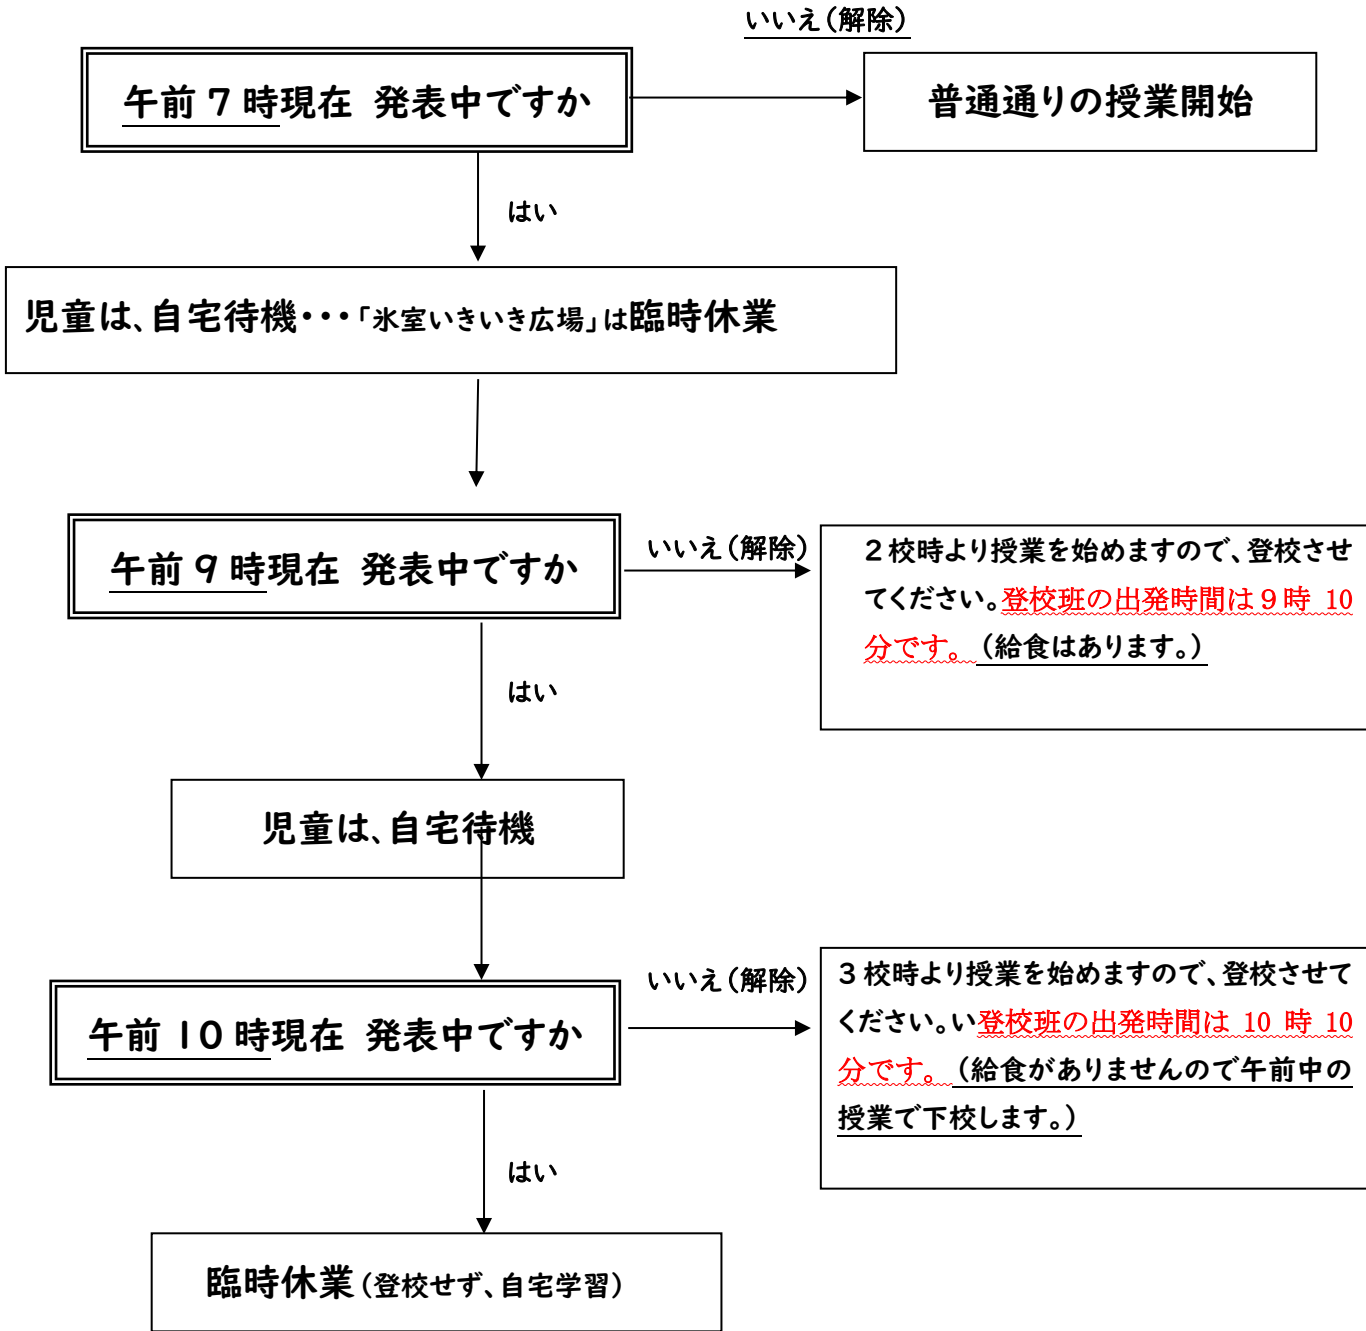 いいえ(解除)
午前7時現在 発表中ですか
普通通りの授業開始
はい
児童は、自宅待機・・・「氷室いきいき広場」は臨時休業
午前9時現在 発表中ですか
いいえ(解除)
2校時より授業を始めますので、登校させ
てください。登校班の出発時間は9時 10
分です。(給食はあります。)
はい
児童は、自宅待機
午前10時現在 発表中ですか
いいえ(解除)
3校時より授業を始めますので、登校させて
ください。い登校班の出発時間は 10 時 10
分です。(給食がありませんので午前中の
授業で下校します。)
はい
臨時休業(登校せず、自宅学習)